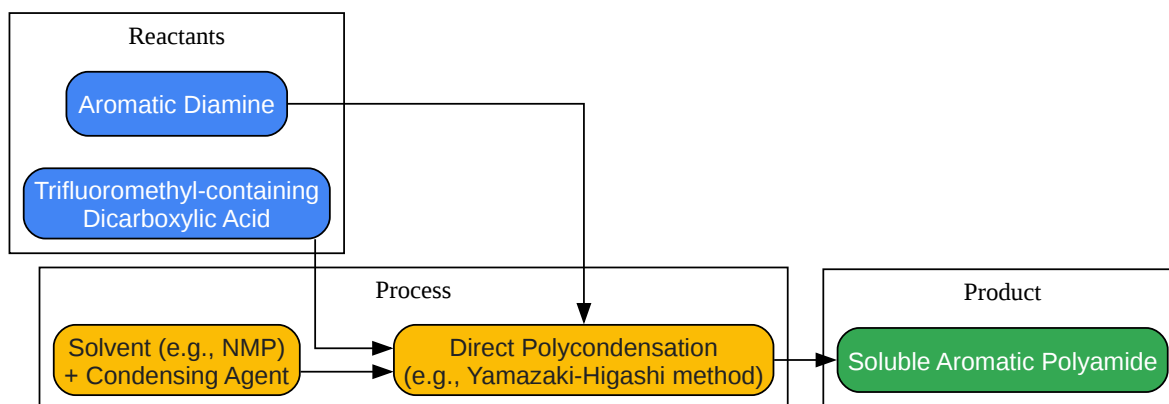 Reactants
Aromatic Diamine
Trifluoromethyl-containing
Dicarboxylic Acid
Process
Solvent (e.g., NMP)
+ Condensing Agent
Direct Polycondensation
(e.g., Yamazaki-Higashi method)
Product
Soluble Aromatic Polyamide